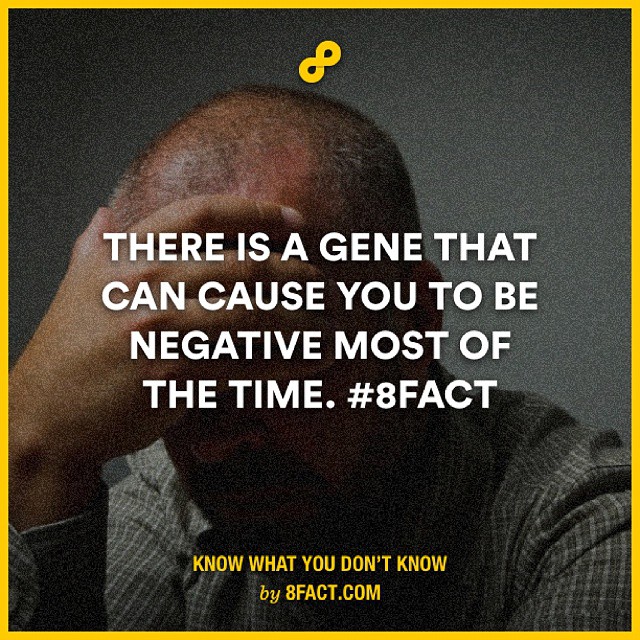 THERE IS A GENE THAT
CAN CAUSE YOU TO BE
NEGATIVE MOST OF
THE TIME. #8FACT
KNOW WHAT YOU DON'T KNOW
by 8FACT.COM